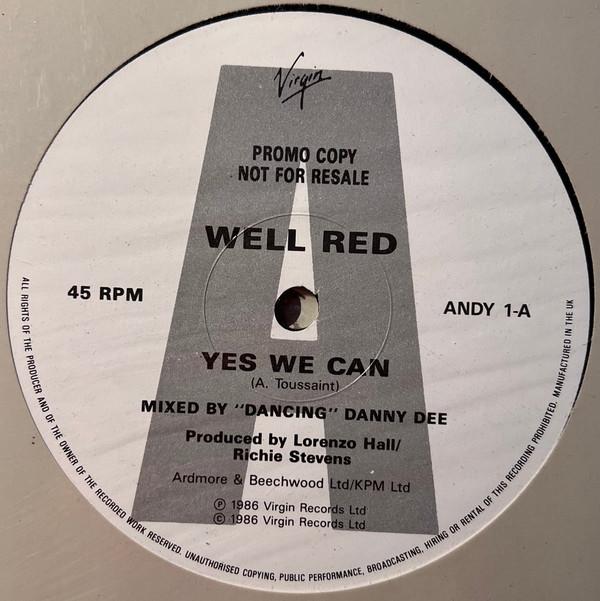 Virgin
PROMO COPY
NOT FOR RESALE
WELL RED
45 RPM
ANDY 1-A
YES WE CAN
(A. Toussaint)
MIXED BY "DANCING" DANNY DEE
Produced by Lorenzo Hall/
Richie Stevens
Ardmore & Beechwood Ltd/KPM Ltd
℗ 1986 Virgin Records Ltd
© 1986 Virgin Records Ltd
ALL RIGHTS OF THE PRODUCER AND OF THE OWNER OF THE RECORDED WORK RESERVED. UNAUTHORISED COPYING, PUBLIC PERFORMANCE, BROADCASTING, HIRING OR RENTAL OF THIS RECORDING PROHIBITED. MANUFACTURED IN THE UK